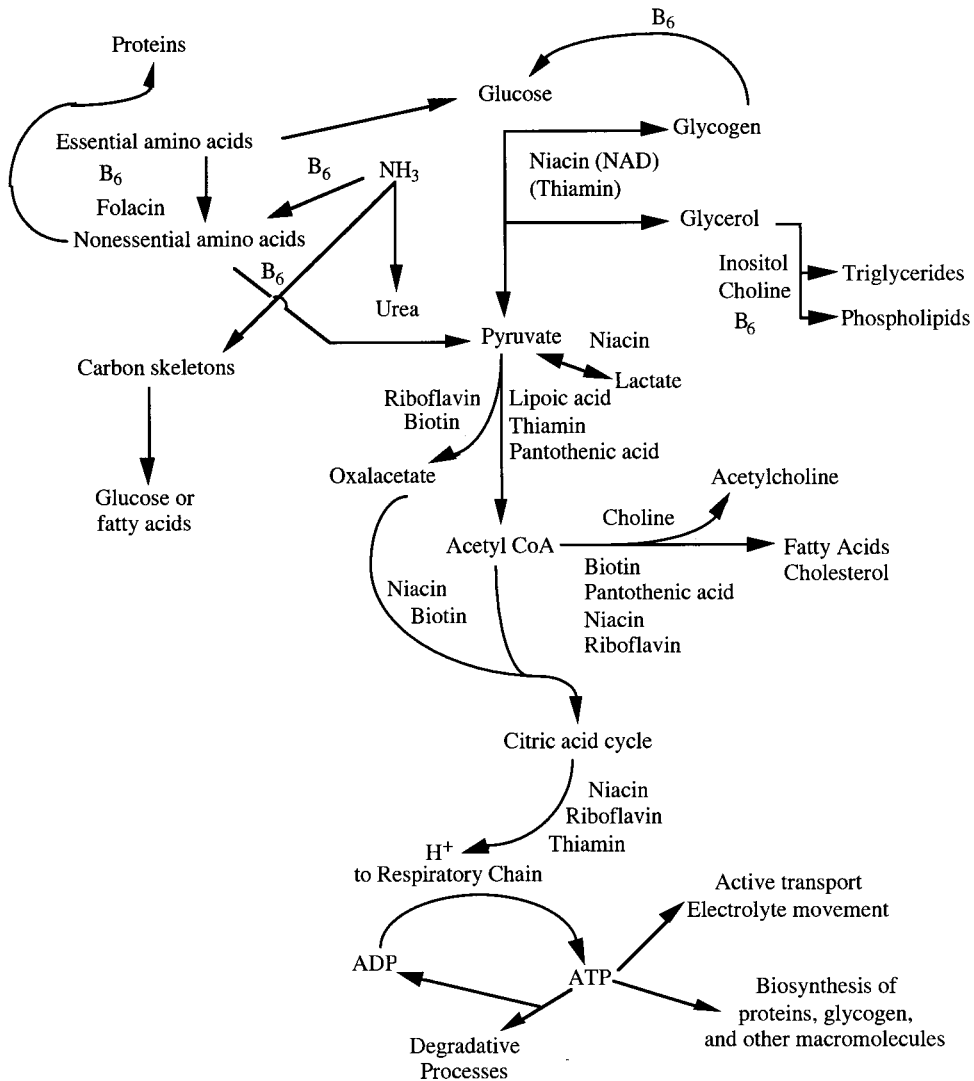 B6
Proteins
Glucose
Essential amino acids
Glycogen
B6
Folacin
B6
NH3
Niacin (NAD)
(Thiamin)
Nonessential amino acids
Glycerol
B6
Urea
Inositol
Choline
B6
Triglycerides
Phospholipids
Pyruvate
Niacin
Lactate
Carbon skeletons
Riboflavin
Biotin
Lipoic acid
Thiamin
Pantothenic acid
Oxalacetate
Glucose or
fatty acids
Acetylcholine
Choline
Acetyl CoA
Fatty Acids
Cholesterol
Biotin
Pantothenic acid
Niacin
Riboflavin
Niacin
Biotin
Citric acid cycle
Niacin
Riboflavin
Thiamin
H+
to Respiratory Chain
Active transport
Electrolyte movement
ADP
ATP
Biosynthesis of
proteins, glycogen,
and other macromolecules
Degradative
Processes